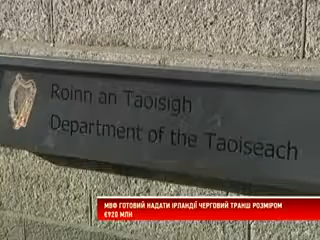 Roinn an Taoisigh
Department of the Taoiseach
МВФ ГОТОВИЙ НАДАТИ ІРЛАНДІЇ ЧЕРГОВИЙ ТРАНШ РОЗМІРОМ
€920 МЛН